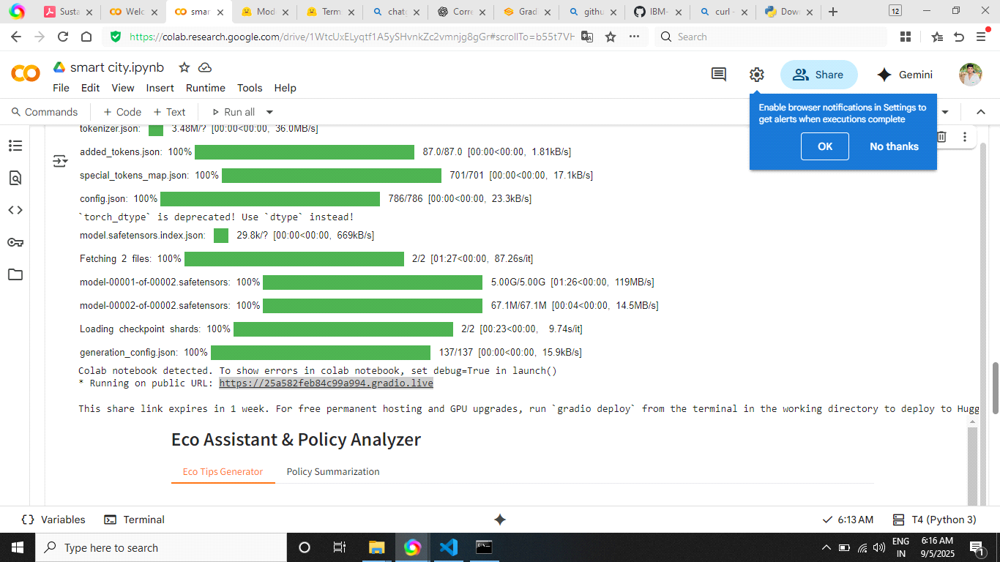 Susta
Welc
smar
Mod
Term
chatg
Corre
Grad
githu
IBM-
curl -
Dow
12
https://colab.research.google.com/drive/1WtcUxELyqtf1A5ySHvnkZc2vmnjg8gGr#scrollTo=b55t7VH
Search
smart city.ipynb
Share
Gemini
File Edit View Insert Runtime Tools Help
Enable browser notifications in Settings to
get alerts when executions complete
OK No thanks
Commands + Code + Text Run all
tokenizer.json: 3.48M/? [00:00<00:00, 36.0MB/s]
added_tokens.json: 100% 87.0/87.0 [00:00<00:00, 1.81kB/s]
special_tokens_map.json: 100% 701/701 [00:00<00:00, 17.1kB/s]
config.json: 100% 786/786 [00:00<00:00, 23.3kB/s]
`torch_dtype` is deprecated! Use `dtype` instead!
model.safetensors.index.json: 29.8k/? [00:00<00:00, 669kB/s]
Fetching 2 files: 100% 2/2 [01:27<00:00, 87.26s/it]
model-00001-of-00002.safetensors: 100% 5.00G/5.00G [01:26<00:00, 119MB/s]
model-00002-of-00002.safetensors: 100% 67.1M/67.1M [00:04<00:00, 14.5MB/s]
Loading checkpoint shards: 100% 2/2 [00:23<00:00, 9.74s/it]
generation_config.json: 100% 137/137 [00:00<00:00, 15.9kB/s]
Colab notebook detected. To show errors in colab notebook, set debug=True in launch()
* Running on public URL: https://25a582feb84c99a994.gradio.live
This share link expires in 1 week. For free permanent hosting and GPU upgrades, run `gradio deploy` from the terminal in the working directory to deploy to Hugg
Eco Assistant & Policy Analyzer
Eco Tips Generator Policy Summarization
Variables Terminal
6:13 AM T4 (Python 3)
Type here to search
ENG
IN
6:16 AM
9/5/2025
1